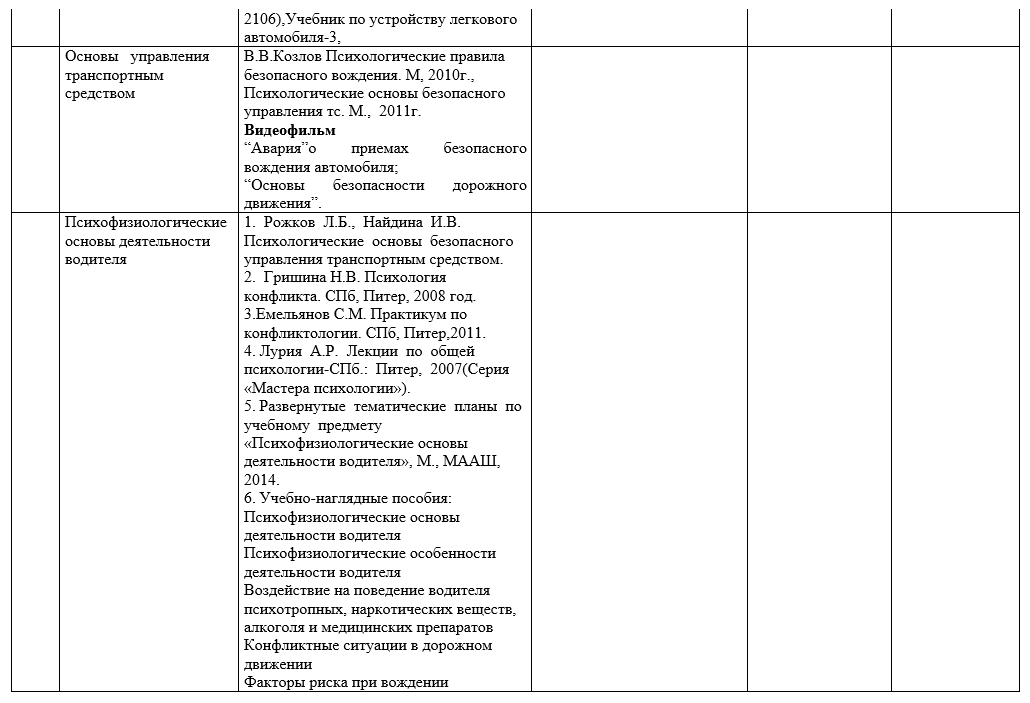 2106),Учебник по устройству легкового
автомобиля-3,
Основы управления
транспортным
средством
В.В.Козлов Психологические правила
безопасного вождения. М, 2010г.,
Психологические основы безопасного
управления тс. М., 2011г.
Видеофильм
“Авария”о приемах безопасного
вождения автомобиля;
“Основы безопасности дорожного
движения”.
Психофизиологические
основы деятельности
водителя
1. Рожков Л.Б., Найдина И.В.
Психологические основы безопасного
управления транспортным средством.
2. Гришина Н.В. Психология
конфликта. СПб, Питер, 2008 год.
3.Емельянов С.М. Практикум по
конфликтологии. СПб, Питер,2011.
4. Лурия А.Р. Лекции по общей
психологии-СПб.: Питер, 2007(Серия
«Мастера психологии»).
5. Развернутые тематические планы по
учебному предмету
«Психофизиологические основы
деятельности водителя», М., МААШ,
2014.
6. Учебно-наглядные пособия:
Психофизиологические основы
деятельности водителя
Психофизиологические особенности
деятельности водителя
Воздействие на поведение водителя
психотропных, наркотических веществ,
алкоголя и медицинских препаратов
Конфликтные ситуации в дорожном
движении
Факторы риска при вождении